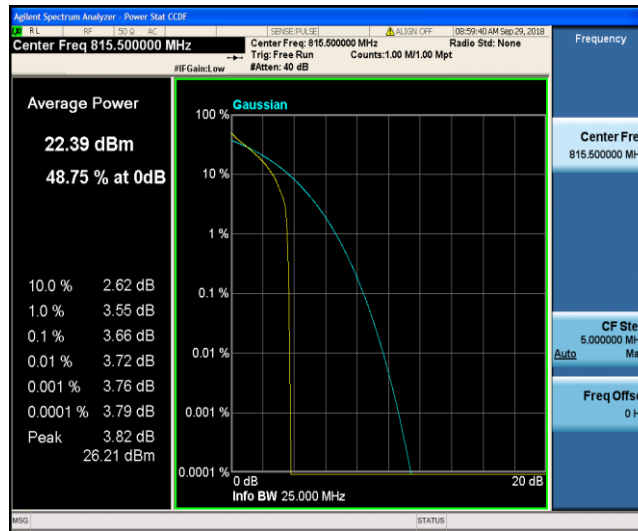 Agilent Spectrum Analyzer - Power Stat CCDF
RL RF 50 Ω AC SENSE:PULSE ALIGN OFF 08:59:40 AM Sep 29, 2018
Center Freq 815.500000 MHz
Center Freq: 815.500000 MHz Radio Std: None
Trig: Free Run Counts:1.00 M/1.00 Mpt
#IFGain:Low #Atten: 40 dB
Frequency
Average Power
22.39 dBm
48.75 % at 0dB
10.0 % 2.62 dB
1.0 % 3.55 dB
0.1 % 3.66 dB
0.01 % 3.72 dB
0.001 % 3.76 dB
0.0001 % 3.79 dB
Peak 3.82 dB
26.21 dBm
Gaussian
100 %
10 %
1 %
0.1 %
0.01 %
0.001 %
0.0001 %
0 dB 20 dB
Info BW 25.000 MHz
Center Fre
815.500000 MH
CF Ste
5.000000 MH
Auto Ma
Freq Offs
0 H
MSG STATUS